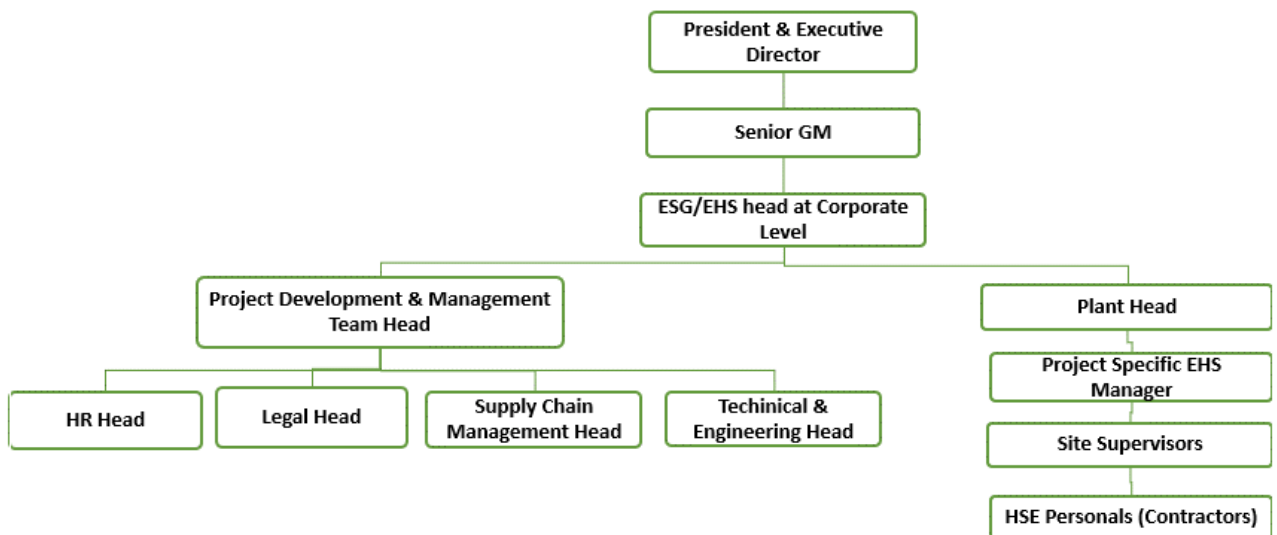 President & Executive
Director
Senior GM
ESG/EHS head at Corporate
Level
Project Development & Management
Team Head
Plant Head
Project Specific EHS
Manager
HR Head
Legal Head
Supply Chain
Management Head
Techinical &
Engineering Head
Site Supervisors
HSE Personals (Contractors)